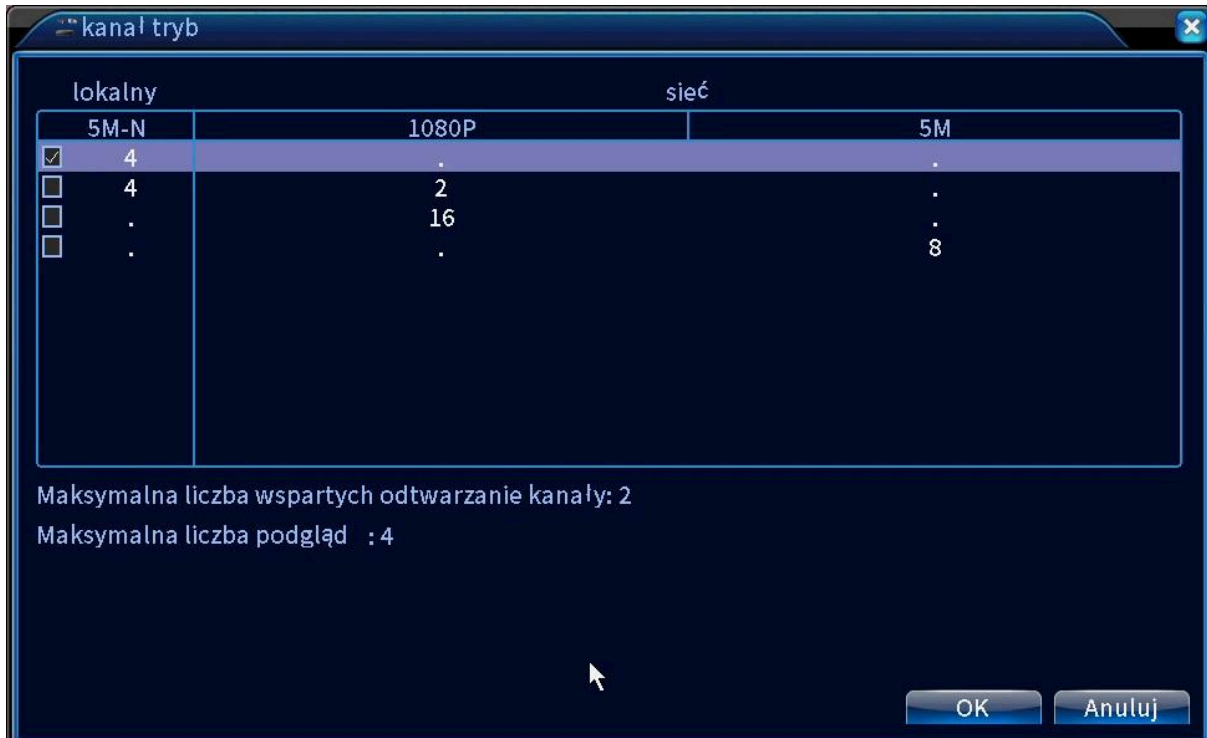 kanał tryb
lokalny sieć
5M-N 1080P 5M
4 . .
4 2 .
. 16 .
. . 8
Maksymalna liczba wspartych odtwarzanie kanały: 2
Maksymalna liczba podgląd : 4
OK Anuluj